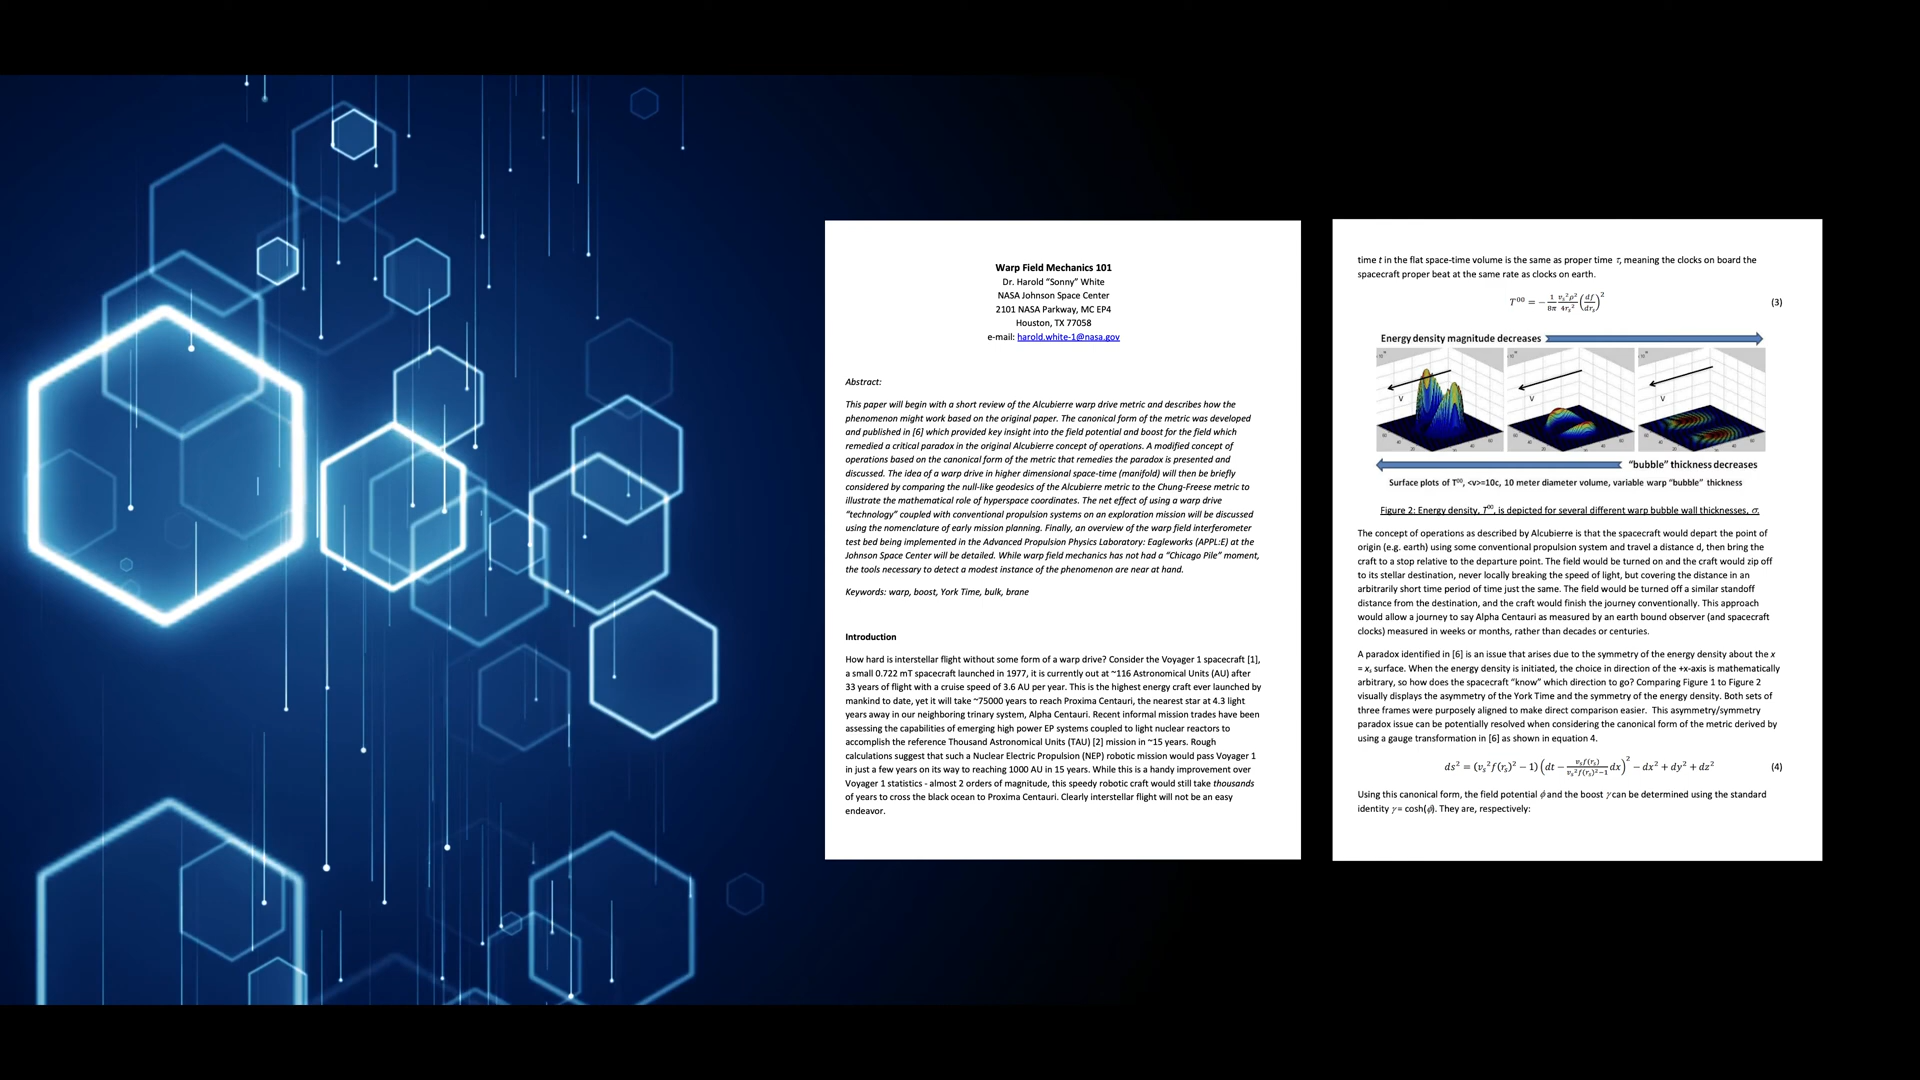 Warp Field Mechanics 101
Dr. Harold "Sonny" White
NASA Johnson Space Center
2101 NASA Parkway, MC EP4
Houston, TX 77058
e-mail: harold.white-1@nasa.gov
Abstract:
This paper will begin with a short review of the Alcubierre warp drive metric and describes how the
phenomenon might work based on the original paper. The canonical form of the metric was developed
and published in [6] which provided key insight into the field potential and boost for the field which
remedied a critical paradox in the original Alcubierre concept of operations. A modified concept of
operations based on the canonical form of the metric that remedies the paradox is presented and
discussed. The idea of a warp drive in higher dimensional space-time (manifold) will then be briefly
considered by comparing the null-like geodesics of the Alcubierre metric to the Chung-Freese metric to
illustrate the mathematical role of hyperspace coordinates. The net effect of using a warp drive
"technology" coupled with conventional propulsion systems on an exploration mission will be discussed
using the nomenclature of early mission planning. Finally, an overview of the warp field interferometer
test bed being implemented in the Advanced Propulsion Physics Laboratory: Eagleworks (APPL:E) at the
Johnson Space Center will be detailed. While warp field mechanics has not had a "Chicago Pile" moment,
the tools necessary to detect a modest instance of the phenomenon are near at hand.
Keywords: warp, boost, York Time, bulk, brane
Introduction
How hard is interstellar flight without some form of a warp drive? Consider the Voyager 1 spacecraft [1],
a small 0.722 mT spacecraft launched in 1977, it is currently out at ~116 Astronomical Units (AU) after
33 years of flight with a cruise speed of 3.6 AU per year. This is the highest energy craft ever launched by
mankind to date, yet it will take ~75000 years to reach Proxima Centauri, the nearest star at 4.3 light
years away in our neighboring trinary system, Alpha Centauri. Recent informal mission trades have been
assessing the capabilities of emerging high power EP systems coupled to light nuclear reactors to
accomplish the reference Thousand Astronomical Units (TAU) [2] mission in ~15 years. Rough
calculations suggest that such a Nuclear Electric Propulsion (NEP) robotic mission would pass Voyager 1
in just a few years on its way to reaching 1000 AU in 15 years. While this is a handy improvement over
Voyager 1 statistics - almost 2 orders of magnitude, this speedy robotic craft would still take thousands
of years to cross the black ocean to Proxima Centauri. Clearly interstellar flight will not be an easy
endeavor.
time t in the flat space-time volume is the same as proper time τ, meaning the clocks on board the
spacecraft proper beat at the same rate as clocks on earth.
T⁰⁰ = − 1/8π vₛ²ρ²/4rₛ² (df/drₛ)² (3)
Energy density magnitude decreases
V V V
"bubble" thickness decreases
Surface plots of T⁰⁰, <v>=10c, 10 meter diameter volume, variable warp "bubble" thickness
Figure 2: Energy density, T⁰⁰, is depicted for several different warp bubble wall thicknesses, σ.
The concept of operations as described by Alcubierre is that the spacecraft would depart the point of
origin (e.g. earth) using some conventional propulsion system and travel a distance d, then bring the
craft to a stop relative to the departure point. The field would be turned on and the craft would zip off
to its stellar destination, never locally breaking the speed of light, but covering the distance in an
arbitrarily short time period of time just the same. The field would be turned off a similar standoff
distance from the destination, and the craft would finish the journey conventionally. This approach
would allow a journey to say Alpha Centauri as measured by an earth bound observer (and spacecraft
clocks) measured in weeks or months, rather than decades or centuries.
A paradox identified in [6] is an issue that arises due to the symmetry of the energy density about the x
= xₛ surface. When the energy density is initiated, the choice in direction of the +x-axis is mathematically
arbitrary, so how does the spacecraft "know" which direction to go? Comparing Figure 1 to Figure 2
visually displays the asymmetry of the York Time and the symmetry of the energy density. Both sets of
three frames were purposely aligned to make direct comparison easier. This asymmetry/symmetry
paradox issue can be potentially resolved when considering the canonical form of the metric derived by
using a gauge transformation in [6] as shown in equation 4.
ds² = (vₛ²f(rₛ)² − 1) (dt − vₛf(rₛ)/vₛ²f(rₛ)²−1 dx)² − dx² + dy² + dz² (4)
Using this canonical form, the field potential ϕ and the boost γ can be determined using the standard
identity γ = cosh(ϕ). They are, respectively: